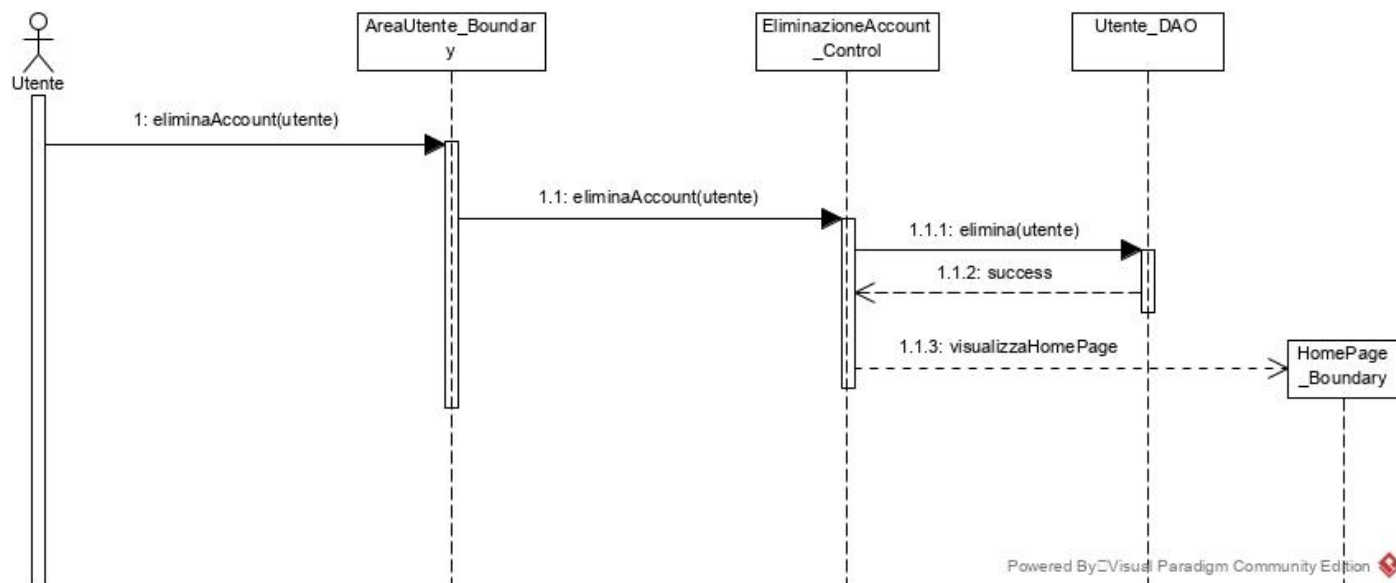 AreaUtente_Boundar
y
EliminazioneAccount
_Control
Utente_DAO
Utente
1: eliminaAccount(utente)
1.1: eliminaAccount(utente)
1.1.1: elimina(utente)
1.1.2: success
1.1.3: visualizzaHomePage
HomePage
_Boundary
Powered By Visual Paradigm Community Edition